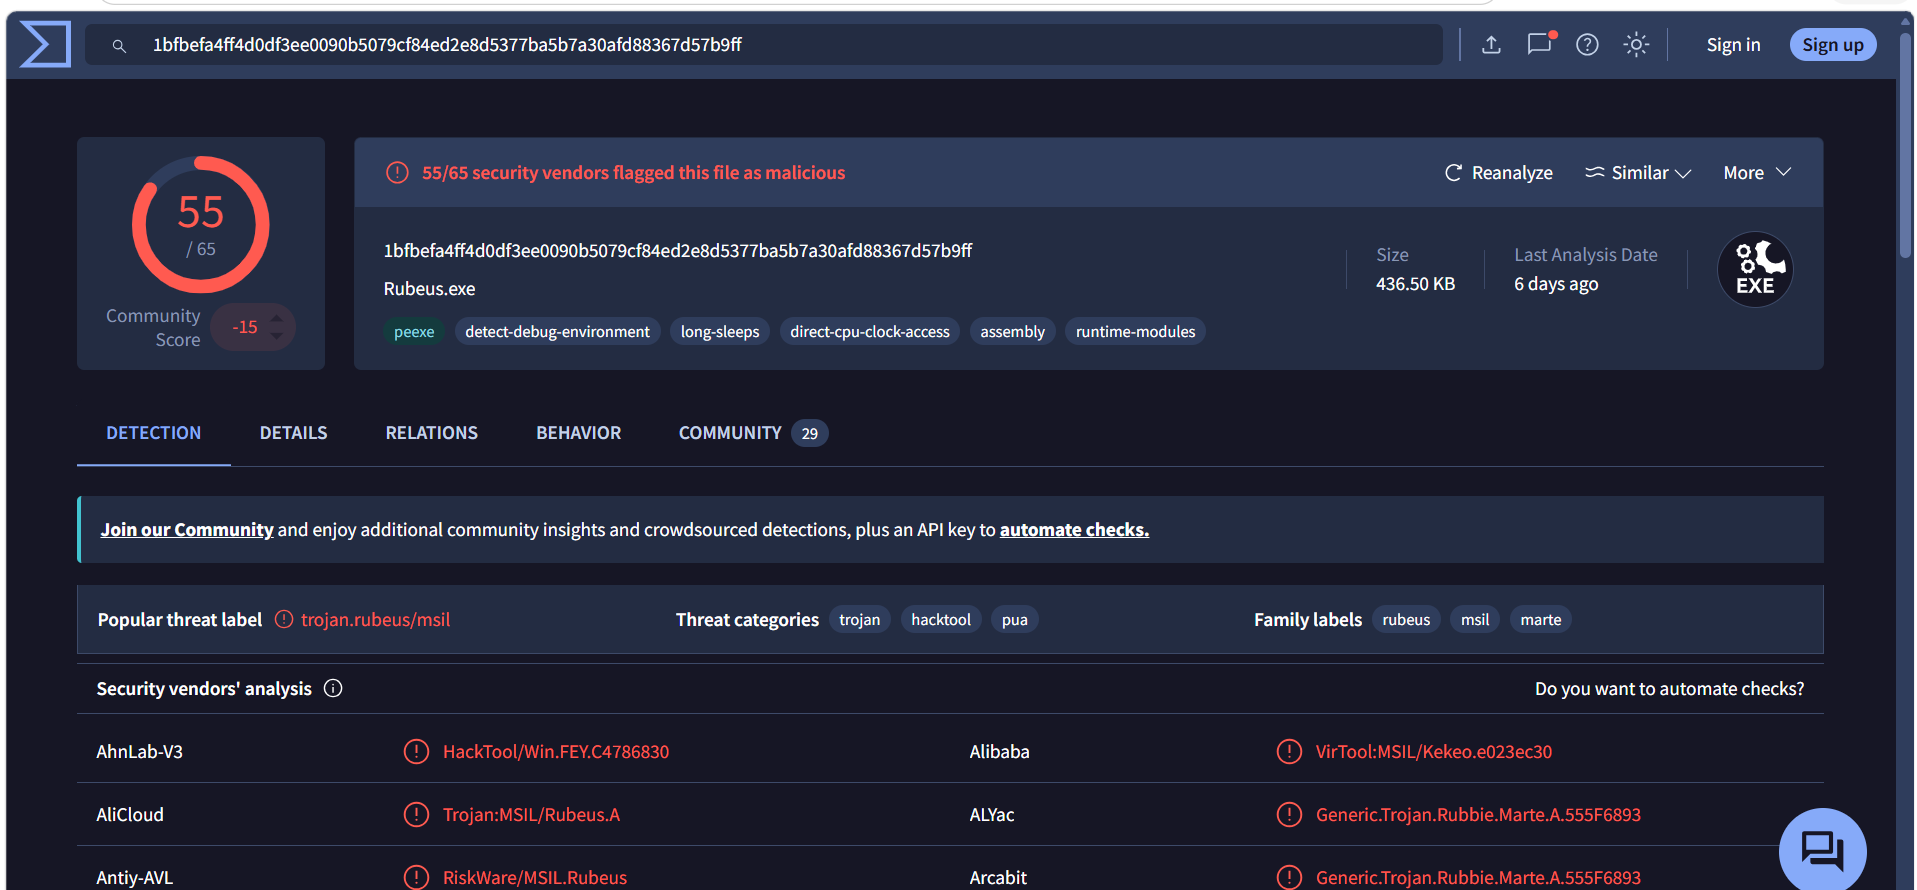 1bfbefa4ff4d0df3ee0090b5079cf84ed2e8d5377ba5b7a30afd88367d57b9ff
Sign in
Sign up
55
/ 65
Community
Score
-15
55/65 security vendors flagged this file as malicious
Reanalyze
Similar
More
1bfbefa4ff4d0df3ee0090b5079cf84ed2e8d5377ba5b7a30afd88367d57b9ff
Rubeus.exe
peexe detect-debug-environment long-sleeps direct-cpu-clock-access assembly runtime-modules
Size
436.50 KB
Last Analysis Date
6 days ago
EXE
DETECTION DETAILS RELATIONS BEHAVIOR COMMUNITY 29
Join our Community and enjoy additional community insights and crowdsourced detections, plus an API key to automate checks.
Popular threat label trojan.rubeus/msil Threat categories trojan hacktool pua Family labels rubeus msil marte
Security vendors' analysis Do you want to automate checks?
AhnLab-V3 HackTool/Win.FEY.C4786830 Alibaba VirTool:MSIL/Kekeo.e023ec30
AliCloud Trojan:MSIL/Rubeus.A ALYac Generic.Trojan.Rubbie.Marte.A.555F6893
Antiy-AVL RiskWare/MSIL.Rubeus Arcabit Generic.Trojan.Rubbie.Marte.A.555F6893